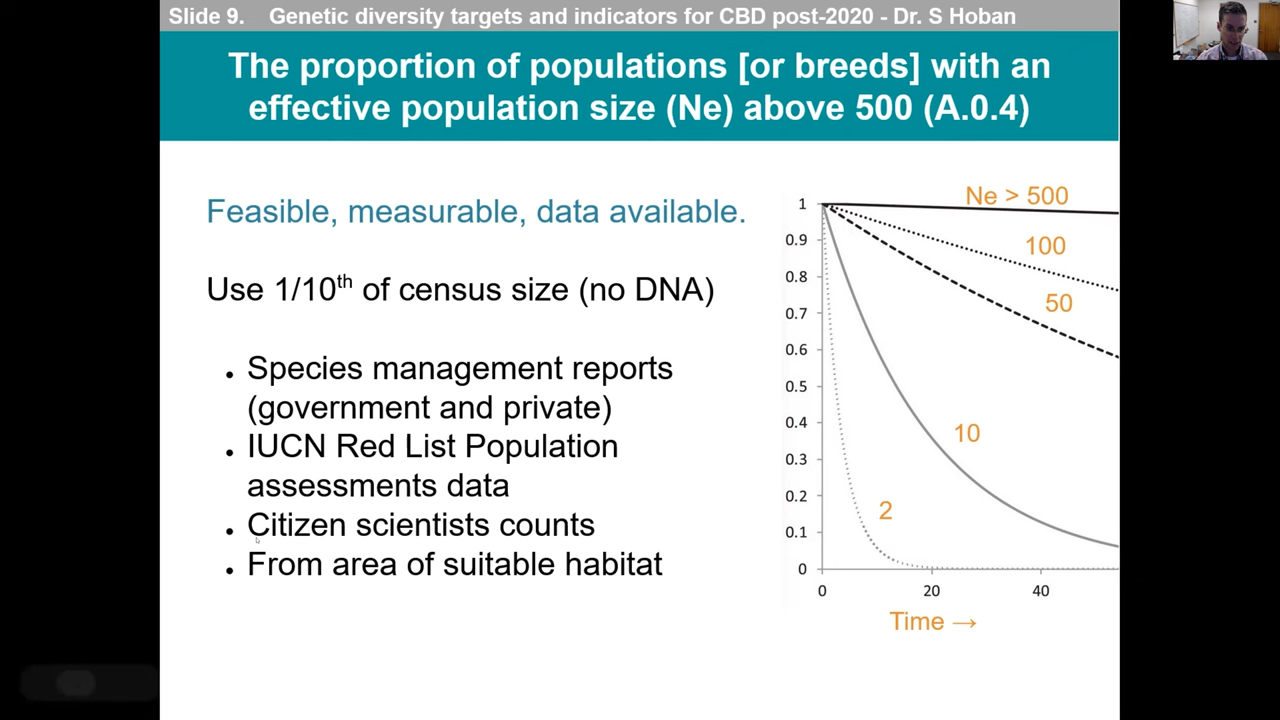 Slide 9. Genetic diversity targets and indicators for CBD post-2020 - Dr. S Hoban
The proportion of populations [or breeds] with an
effective population size (Ne) above 500 (A.0.4)
Feasible, measurable, data available.
Use 1/10th of census size (no DNA)
• Species management reports
(government and private)
• IUCN Red List Population
assessments data
• Citizen scientists counts
• From area of suitable habitat
Ne > 500
100
50
10
2
1
0.9
0.8
0.7
0.6
0.5
0.4
0.3
0.2
0.1
0
0 20 40
Time →